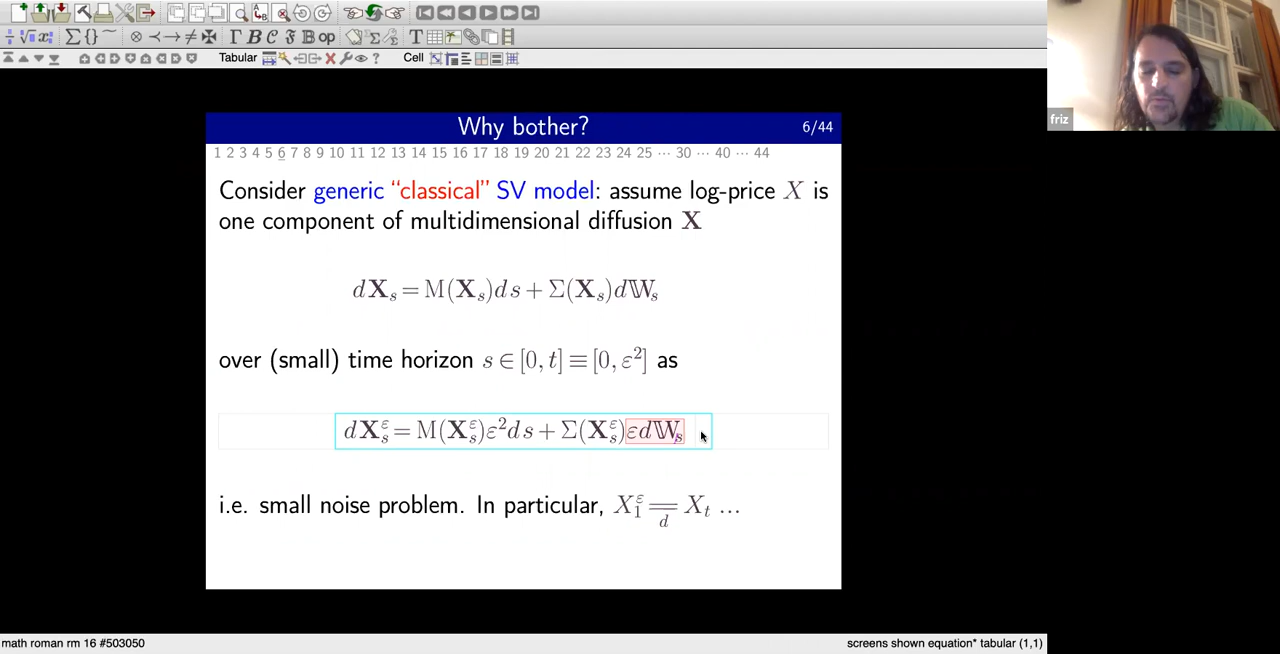 Tabular
Cell
Why bother?
6/44
1 2 3 4 5 6 7 8 9 10 11 12 13 14 15 16 17 18 19 20 21 22 23 24 25 ··· 30 ··· 40 ··· 44
Consider generic “classical” SV model: assume log-price X is
one component of multidimensional diffusion 𝐗
d𝐗ₛ = M(𝐗ₛ)ds + Σ(𝐗ₛ)d𝕎ₛ
over (small) time horizon s ∈ [0, t] ≡ [0, ε²] as
d𝐗ₛ^ε = M(𝐗ₛ^ε)ε²ds + Σ(𝐗ₛ^ε)εd𝕎ₛ
i.e. small noise problem. In particular, X₁^ε =_d Xₜ ...
friz
math roman rm 16 #503050
screens shown equation* tabular (1,1)